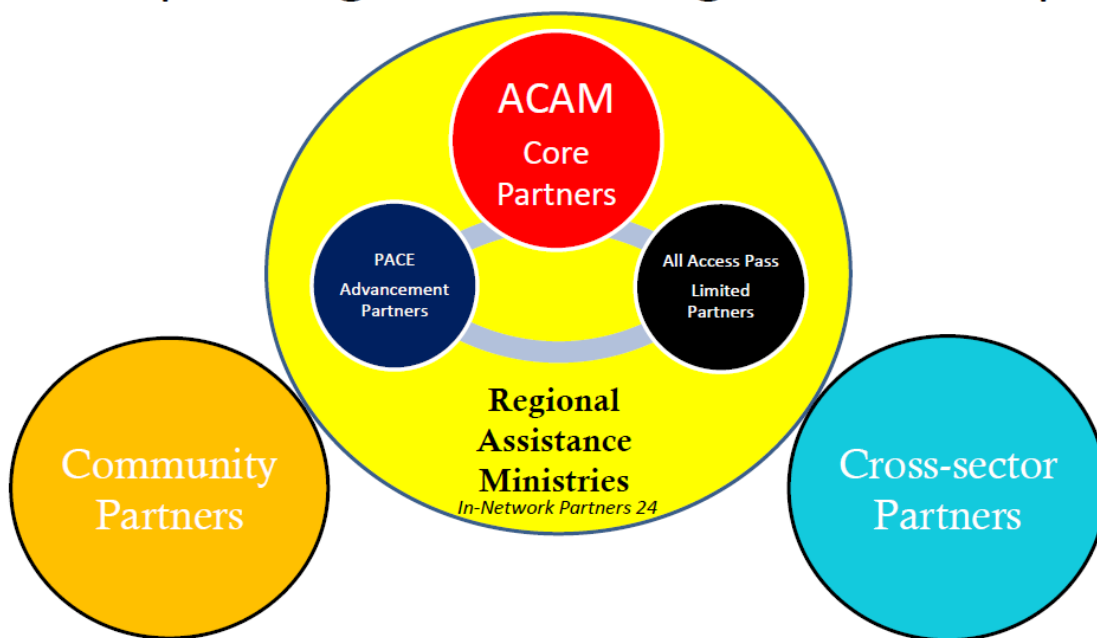 ACAM
Core
Partners
PACE
Advancement
Partners
All Access Pass
Limited
Partners
Regional
Assistance
Ministries
In-Network Partners 24
Community
Partners
Cross-sector
Partners